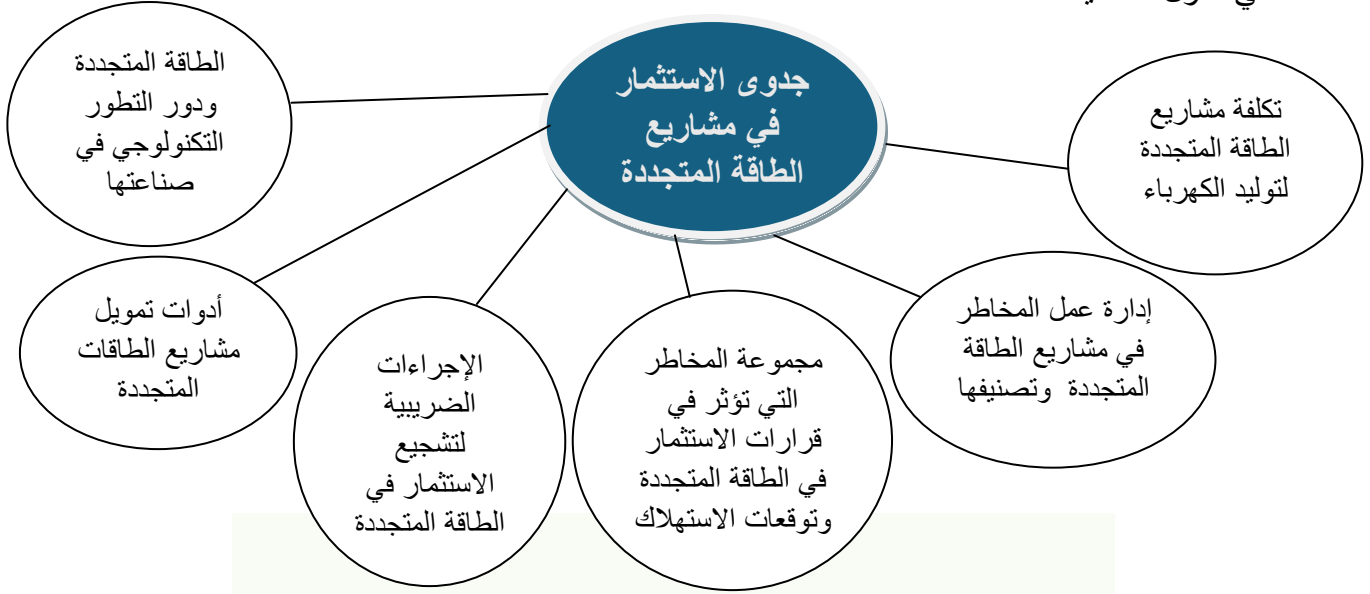 جدوى الاستثمار
في مشاريع
الطاقة المتجددة
تكلفة مشاريع
الطاقة المتجددة
لتوليد الكهرباء
إدارة عمل المخاطر
في مشاريع الطاقة
المتجددة وتصنيفها
مجموعة المخاطر
التي تؤثر في
قرارات الاستثمار
في الطاقة المتجددة
وتوقعات الاستهلاك
الإجراءات
الضريبية
لتشجيع
الاستثمار في
الطاقة المتجددة
أدوات تمويل
مشاريع الطاقات
المتجددة
الطاقة المتجددة
ودور التطور
التكنولوجي في
صناعتها